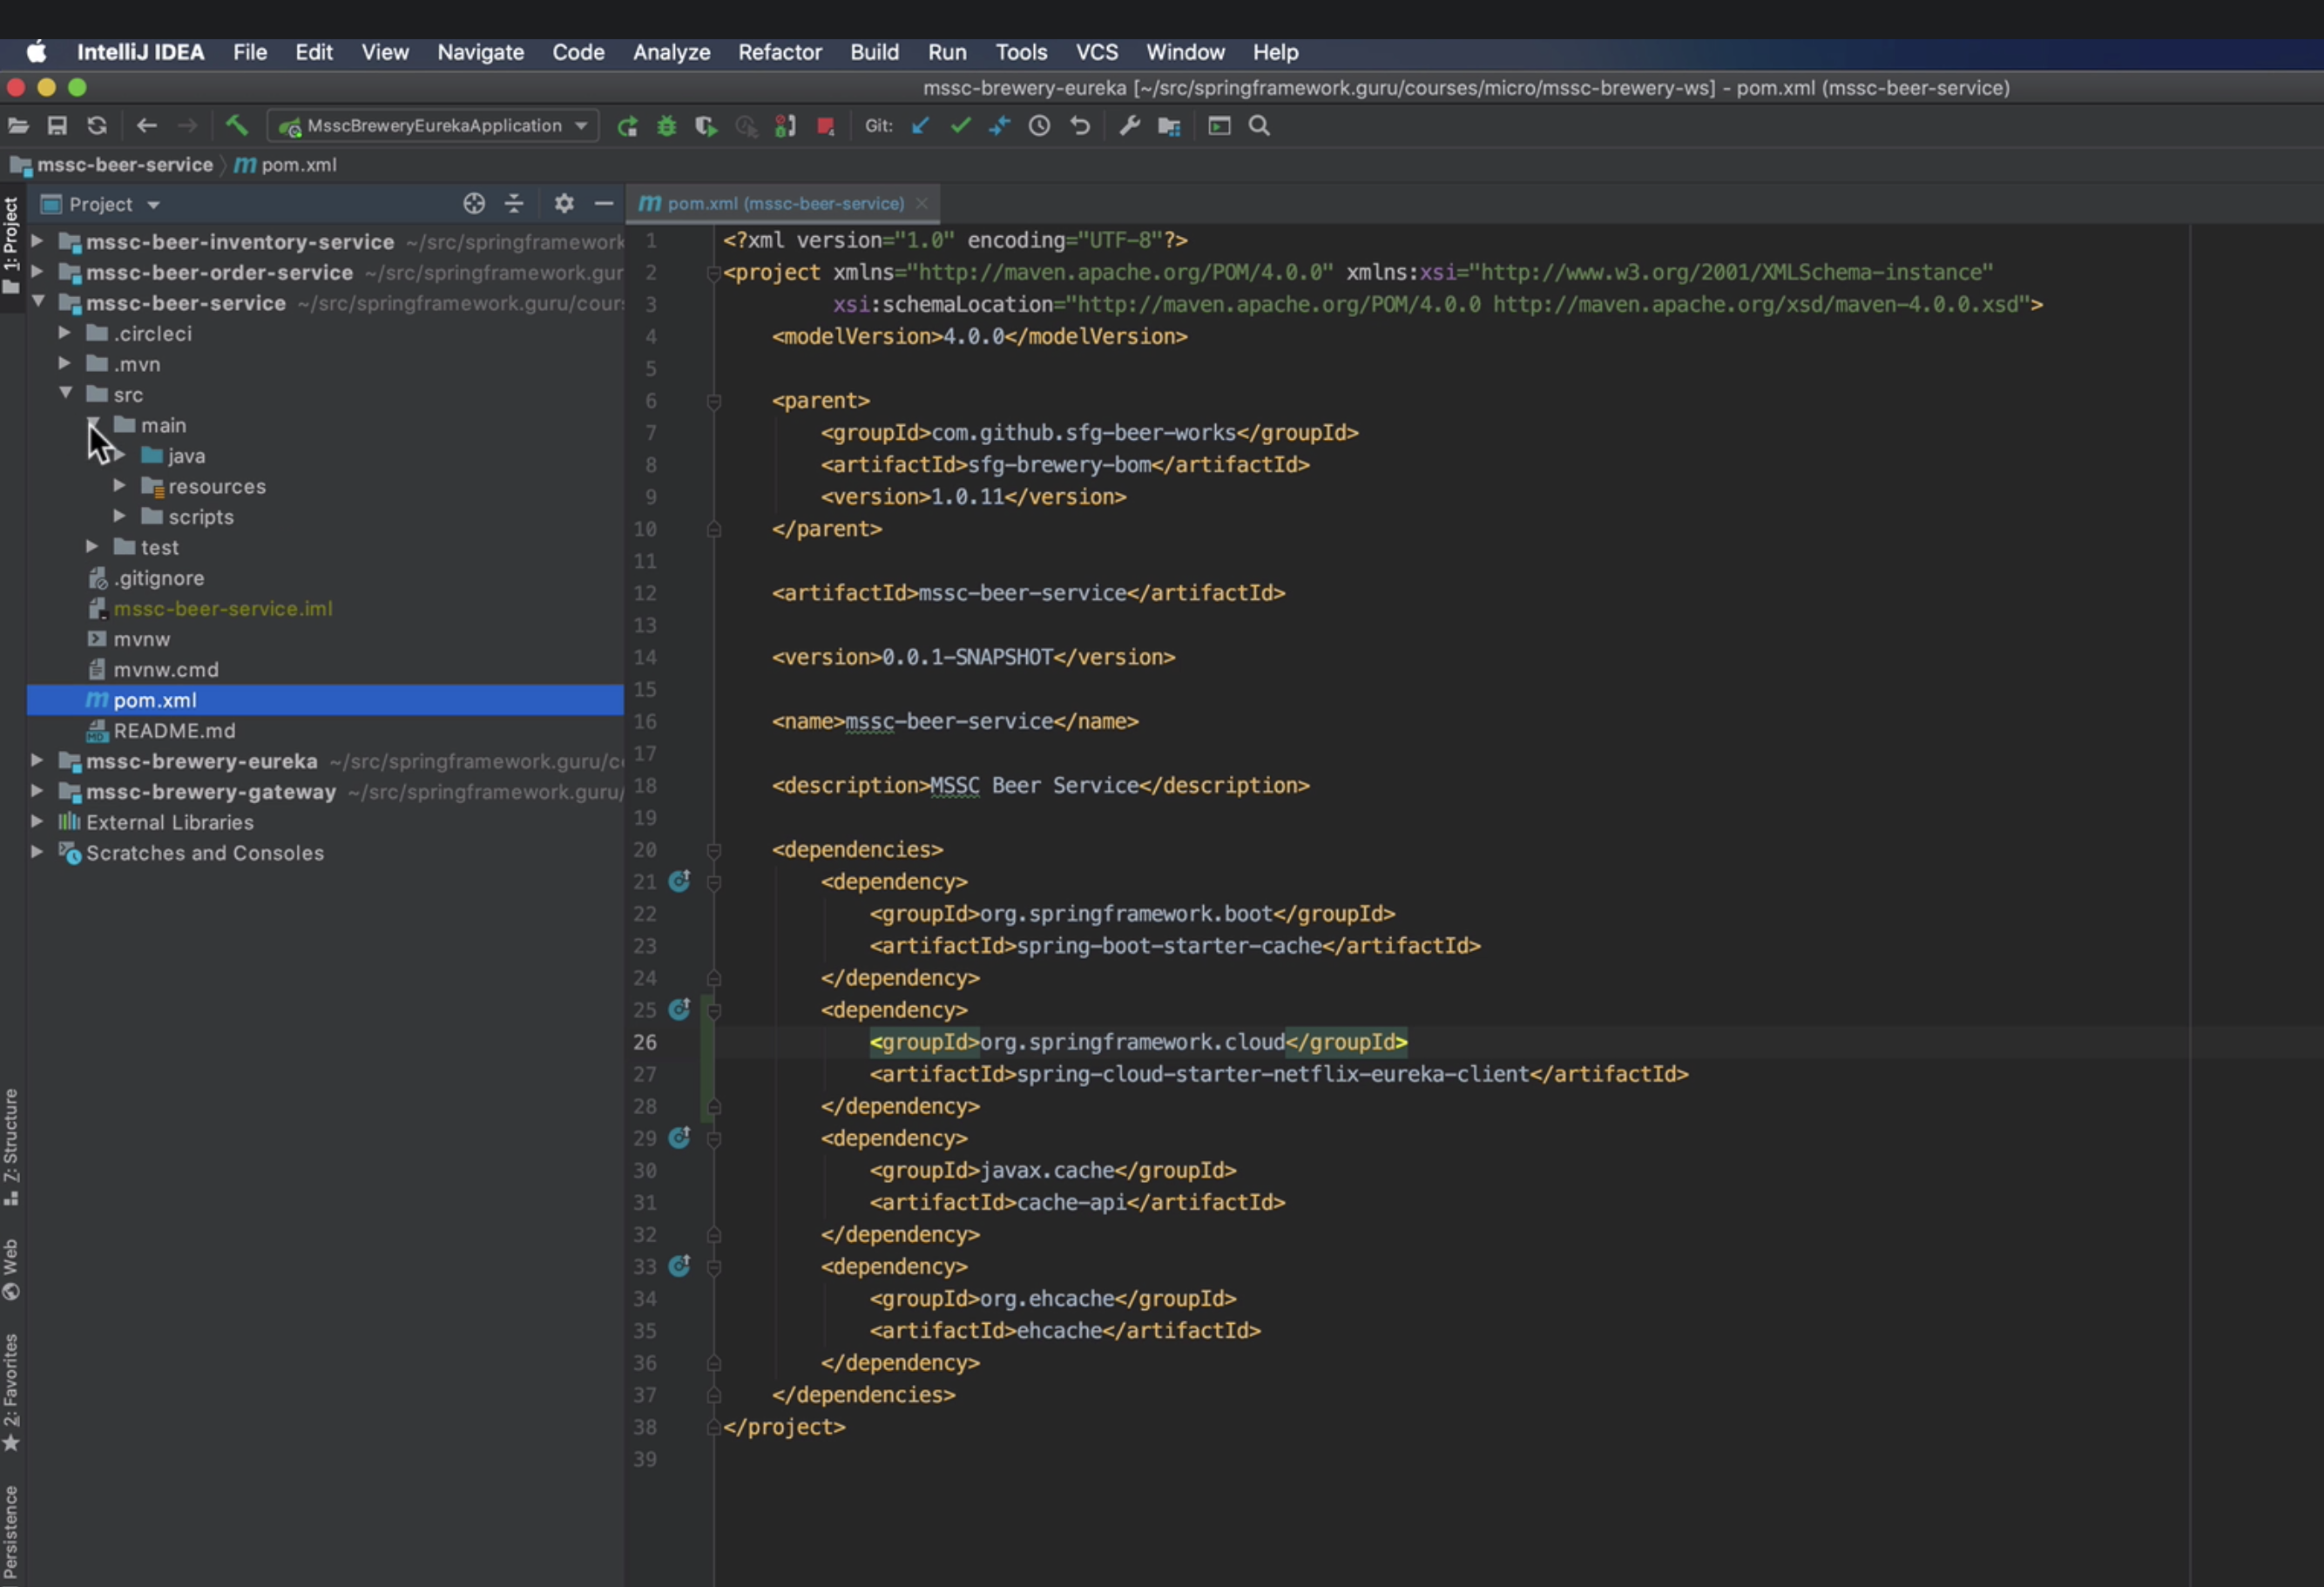 IntelliJ IDEA File Edit View Navigate Code Analyze Refactor Build Run Tools VCS Window Help
mssc-brewery-eureka [~/src/springframework.guru/courses/micro/mssc-brewery-ws] - pom.xml (mssc-beer-service)
MsscBreweryEurekaApplication Git:
mssc-beer-service pom.xml
1: Project
Z: Structure
Web
2: Favorites
Persistence
Project
mssc-beer-inventory-service ~/src/springframework
mssc-beer-order-service ~/src/springframework.gur
mssc-beer-service ~/src/springframework.guru/cour
.circleci
.mvn
src
main
java
resources
scripts
test
.gitignore
mssc-beer-service.iml
mvnw
mvnw.cmd
pom.xml
README.md
mssc-brewery-eureka ~/src/springframework.guru/c
mssc-brewery-gateway ~/src/springframework.guru/
External Libraries
Scratches and Consoles
pom.xml (mssc-beer-service)
1 <?xml version="1.0" encoding="UTF-8"?>
2 <project xmlns="http://maven.apache.org/POM/4.0.0" xmlns:xsi="http://www.w3.org/2001/XMLSchema-instance"
3 xsi:schemaLocation="http://maven.apache.org/POM/4.0.0 http://maven.apache.org/xsd/maven-4.0.0.xsd">
4 <modelVersion>4.0.0</modelVersion>
5
6 <parent>
7 <groupId>com.github.sfg-beer-works</groupId>
8 <artifactId>sfg-brewery-bom</artifactId>
9 <version>1.0.11</version>
10 </parent>
11
12 <artifactId>mssc-beer-service</artifactId>
13
14 <version>0.0.1-SNAPSHOT</version>
15
16 <name>mssc-beer-service</name>
17
18 <description>MSSC Beer Service</description>
19
20 <dependencies>
21 <dependency>
22 <groupId>org.springframework.boot</groupId>
23 <artifactId>spring-boot-starter-cache</artifactId>
24 </dependency>
25 <dependency>
26 <groupId>org.springframework.cloud</groupId>
27 <artifactId>spring-cloud-starter-netflix-eureka-client</artifactId>
28 </dependency>
29 <dependency>
30 <groupId>javax.cache</groupId>
31 <artifactId>cache-api</artifactId>
32 </dependency>
33 <dependency>
34 <groupId>org.ehcache</groupId>
35 <artifactId>ehcache</artifactId>
36 </dependency>
37 </dependencies>
38 </project>
39